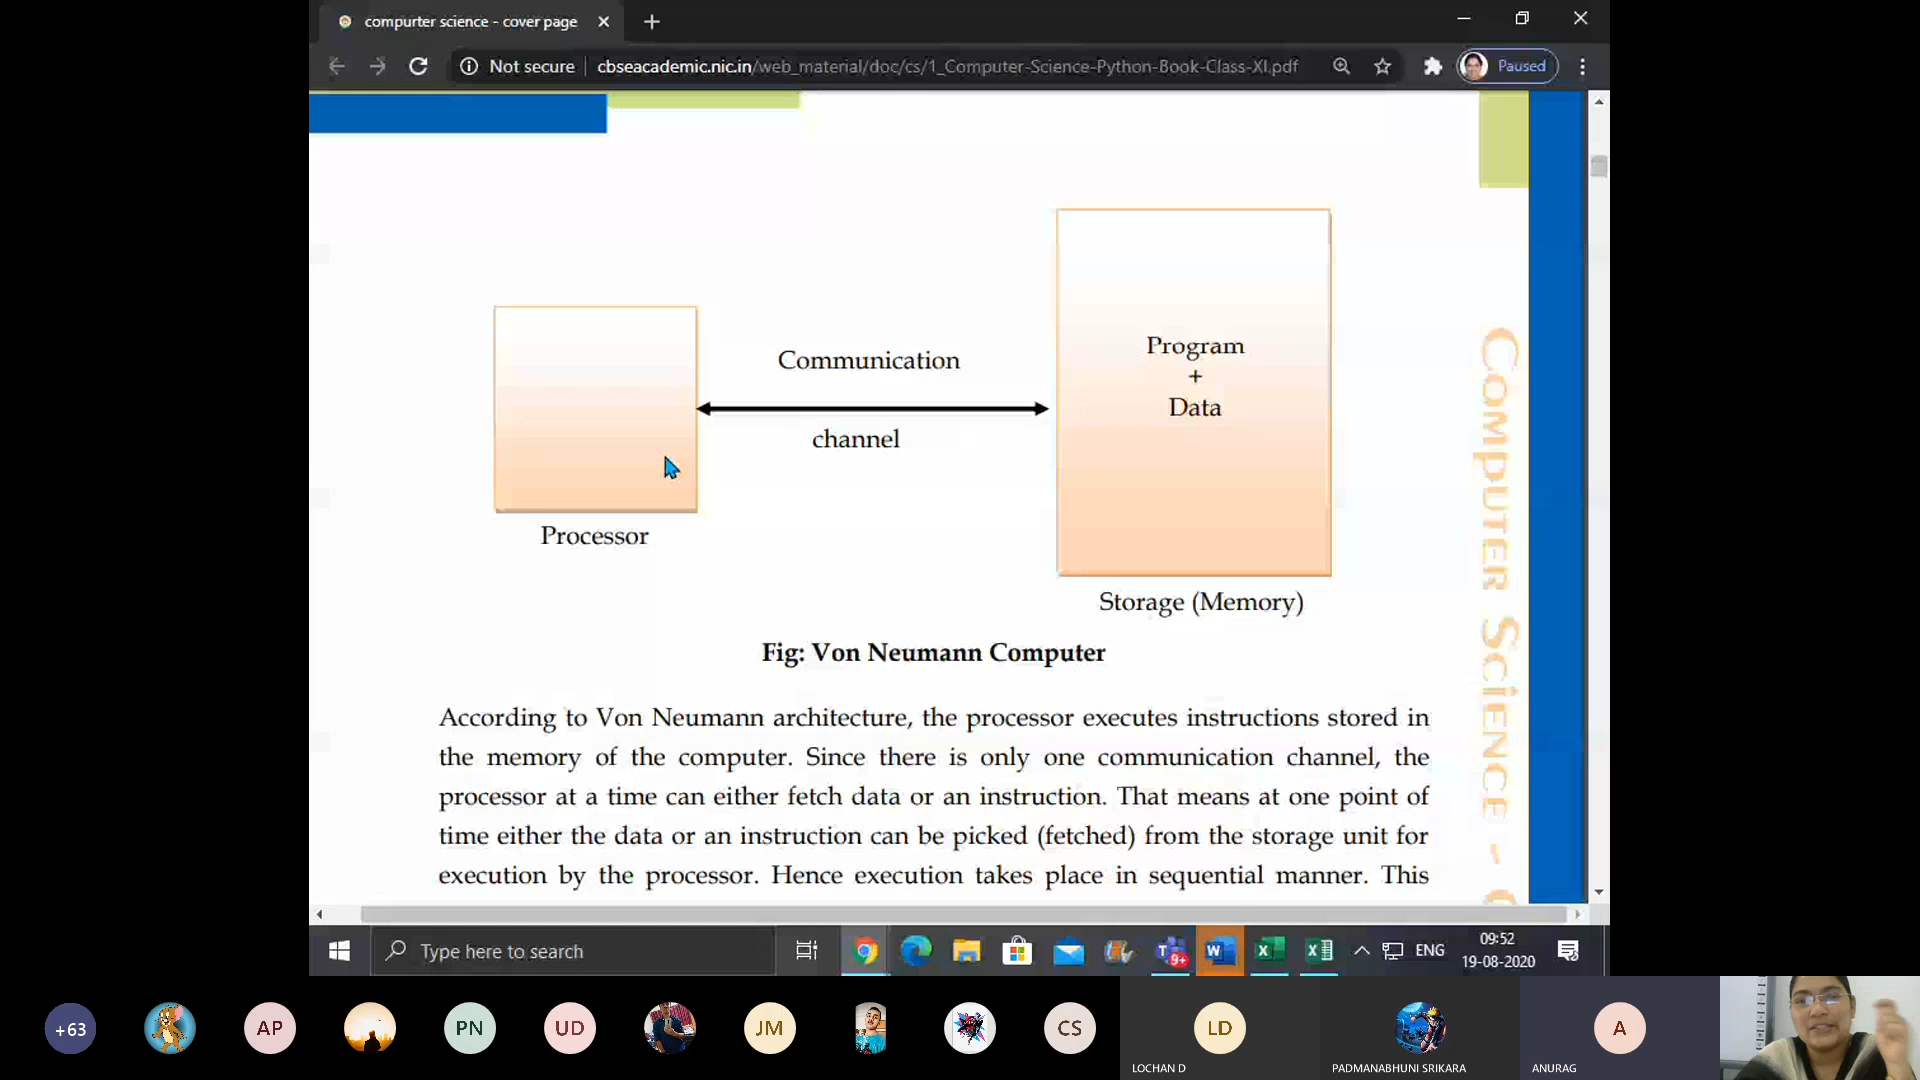 compurter science - cover page
Not secure
cbseacademic.nic.in/web_material/doc/cs/1_Computer-Science-Python-Book-Class-XI.pdf
Paused
Communication
channel
Processor
Program
+
Data
Storage (Memory)
Fig: Von Neumann Computer
According to Von Neumann architecture, the processor executes instructions stored in
the memory of the computer. Since there is only one communication channel, the
processor at a time can either fetch data or an instruction. That means at one point of
time either the data or an instruction can be picked (fetched) from the storage unit for
execution by the processor. Hence execution takes place in sequential manner. This
Computer Science -
Type here to search
9+
ENG
09:52
19-08-2020
+63
AP
PN
UD
JM
CS
LD
LOCHAN D
PADMANABHUNI SRIKARA
A
ANURAG